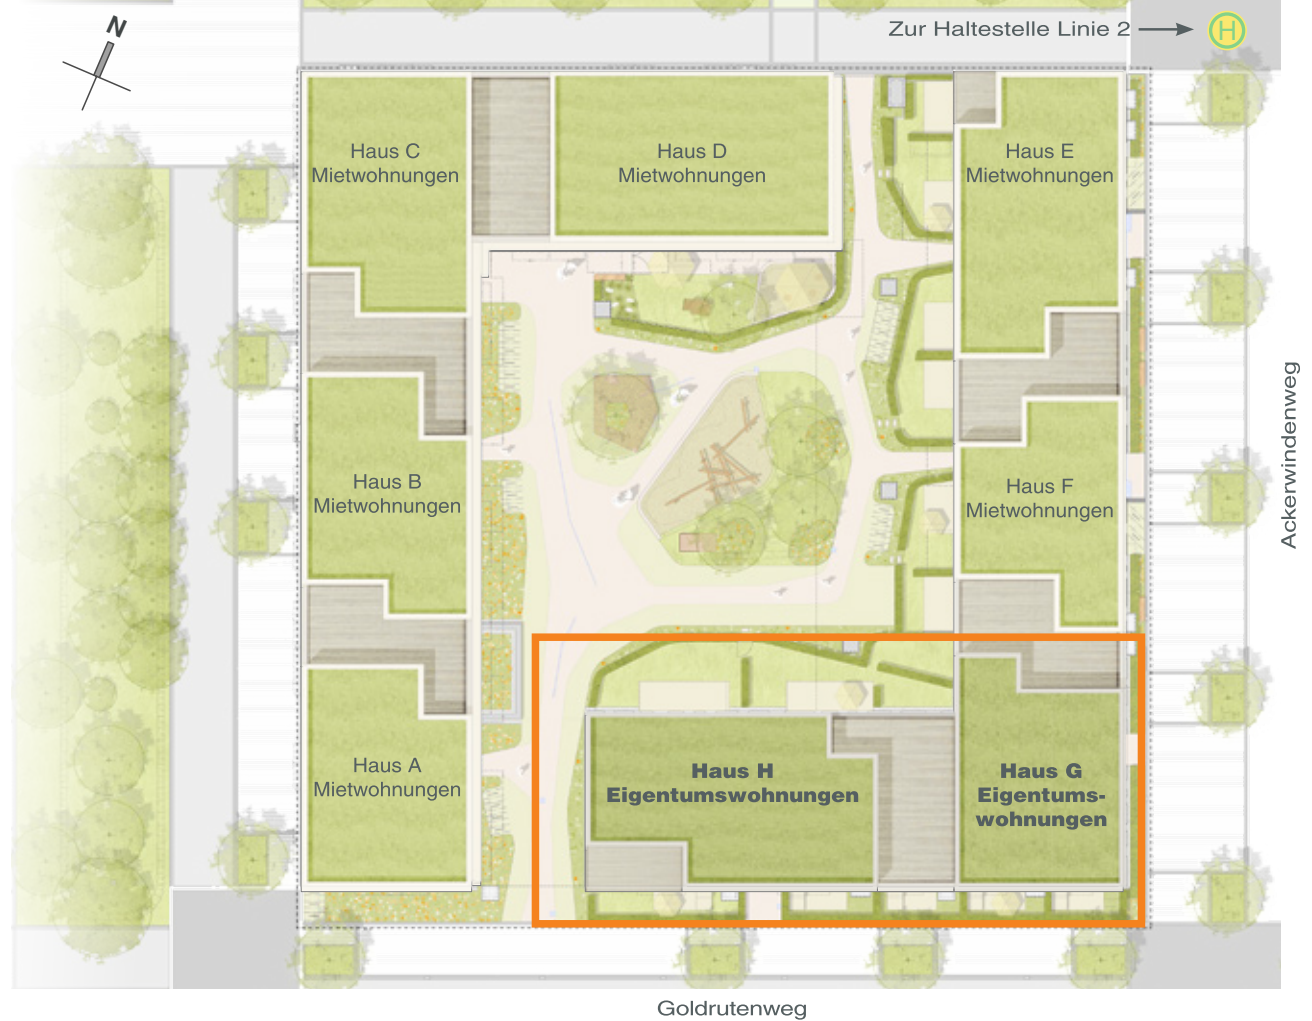 N
Zur Haltestelle Linie 2
H
Haus C
Mietwohnungen
Haus D
Mietwohnungen
Haus E
Mietwohnungen
Haus B
Mietwohnungen
Haus F
Mietwohnungen
Ackerwindenweg
Haus A
Mietwohnungen
Haus H
Eigentumswohnungen
Haus G
Eigentums-
wohnungen
Goldrutenweg